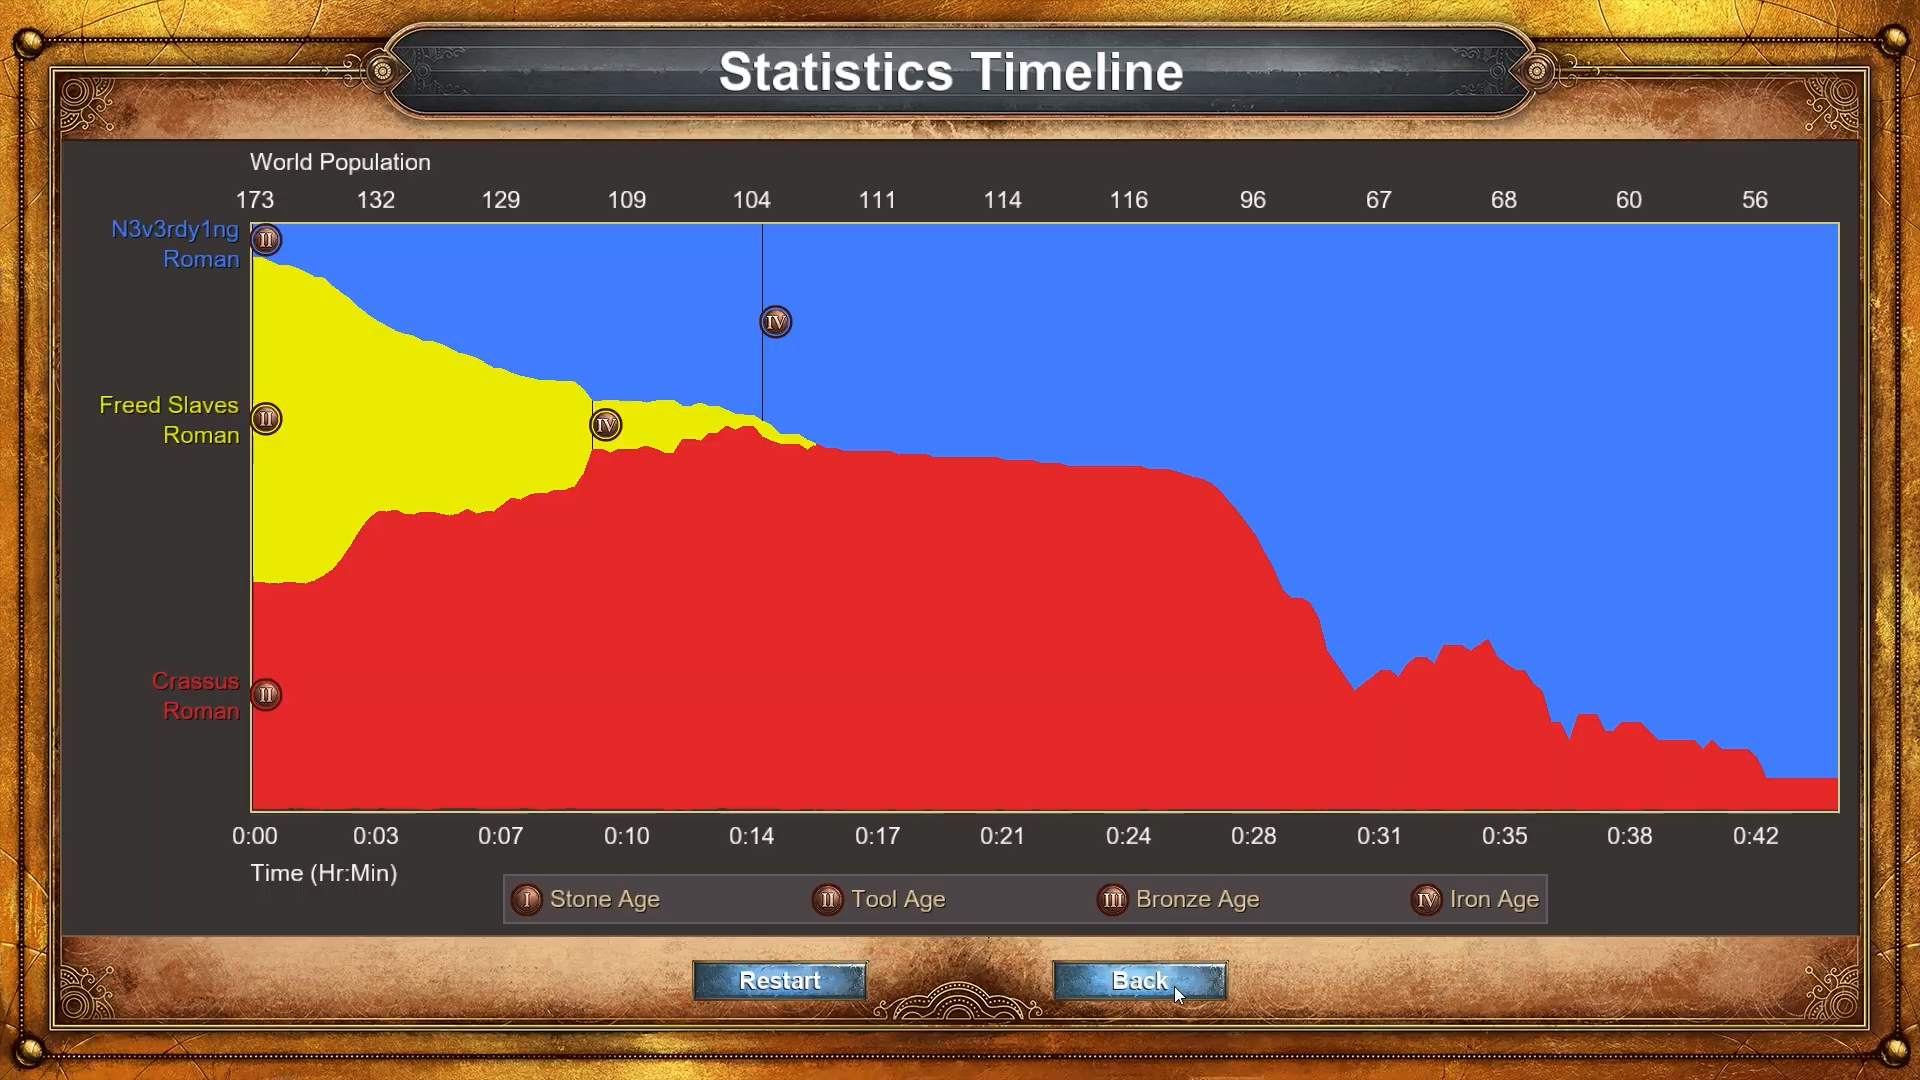 Statistics Timeline
World Population
173 132 129 109 104 111 114 116 96 67 68 60 56
N3v3rdy1ng
Roman
II
IV
Freed Slaves
Roman
II
IV
Crassus
Roman
II
0:00 0:03 0:07 0:10 0:14 0:17 0:21 0:24 0:28 0:31 0:35 0:38 0:42
Time (Hr:Min)
I Stone Age II Tool Age III Bronze Age IV Iron Age
Restart Back